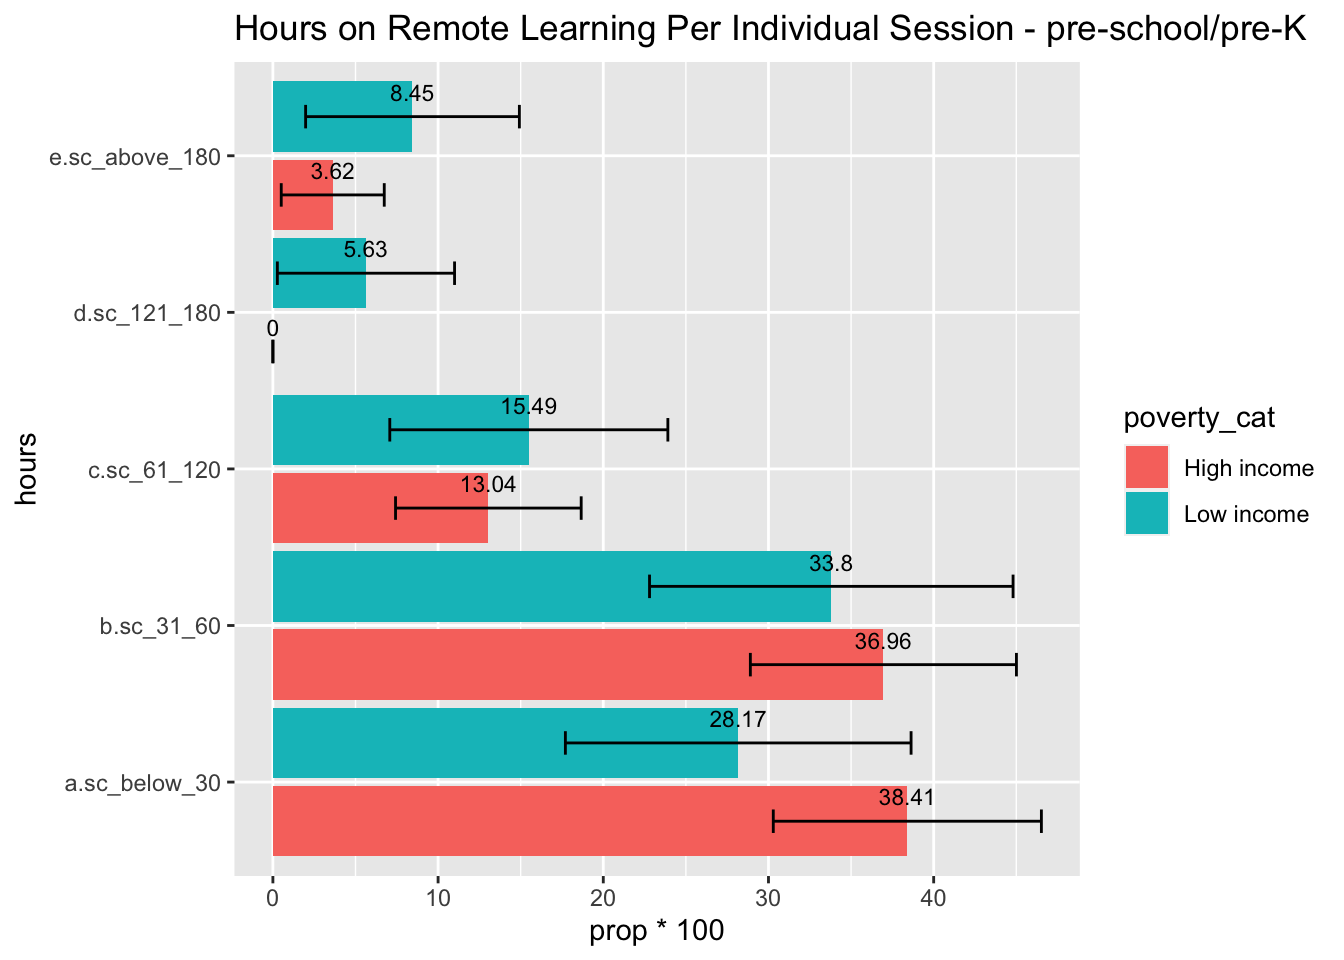 Hours on Remote Learning Per Individual Session - pre-school/pre-K
hours
e.sc_above_180
8.45
3.62
d.sc_121_180
5.63
0
c.sc_61_120
15.49
13.04
b.sc_31_60
33.8
36.96
a.sc_below_30
28.17
38.41
0 10 20 30 40
prop * 100
poverty_cat
High income
Low income